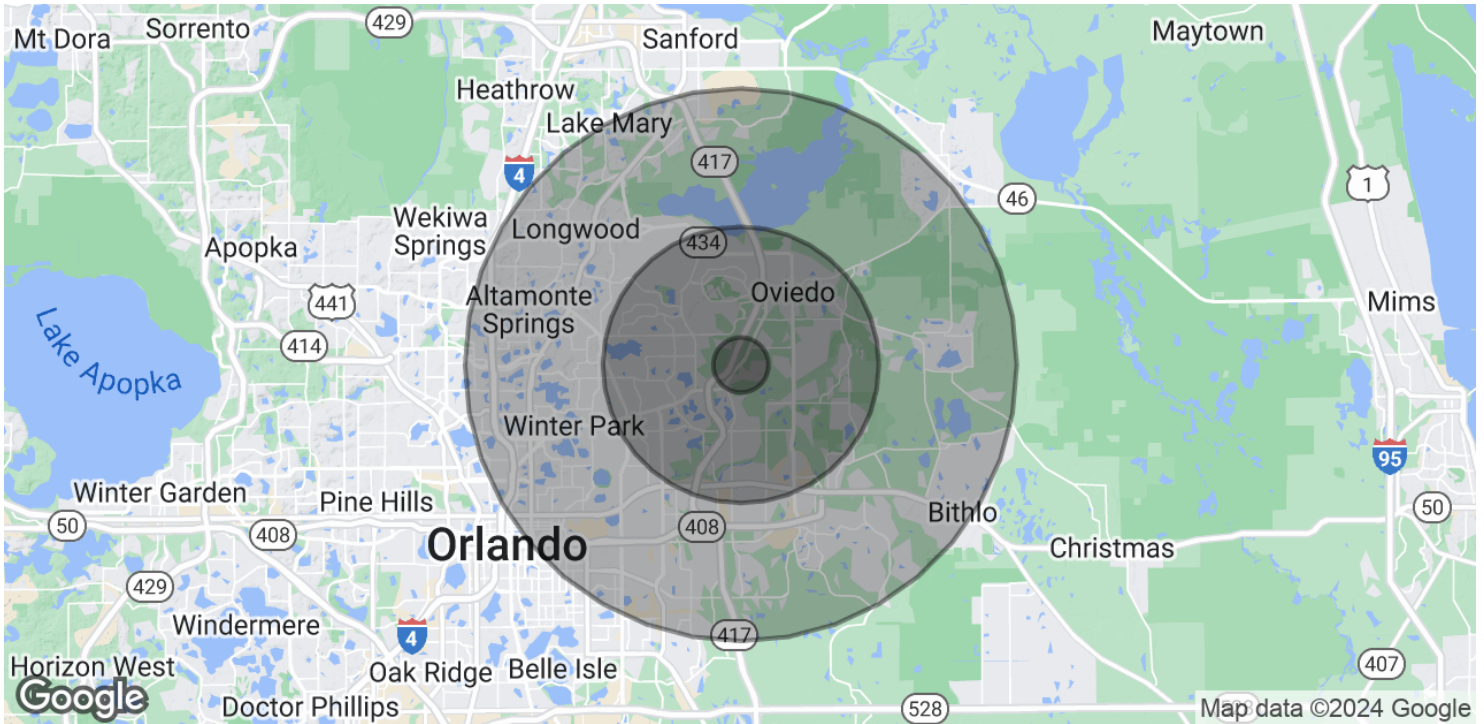 Sorrento
429
Mt Dora
Sanford
Maytown
Heathrow
Lake Mary
417
4
1
46
Wekiwa
Springs
Longwood
434
Apopka
441
Altamonte
Springs
Oviedo
Mims
Lake Apopka
414
Winter Park
95
Winter Garden
Pine Hills
50
408
Orlando
408
Bithlo
50
Christmas
429
Windermere
4
417
Horizon West
Oak Ridge
Belle Isle
407
Google
Doctor Phillips
528
Map data ©2024 Google